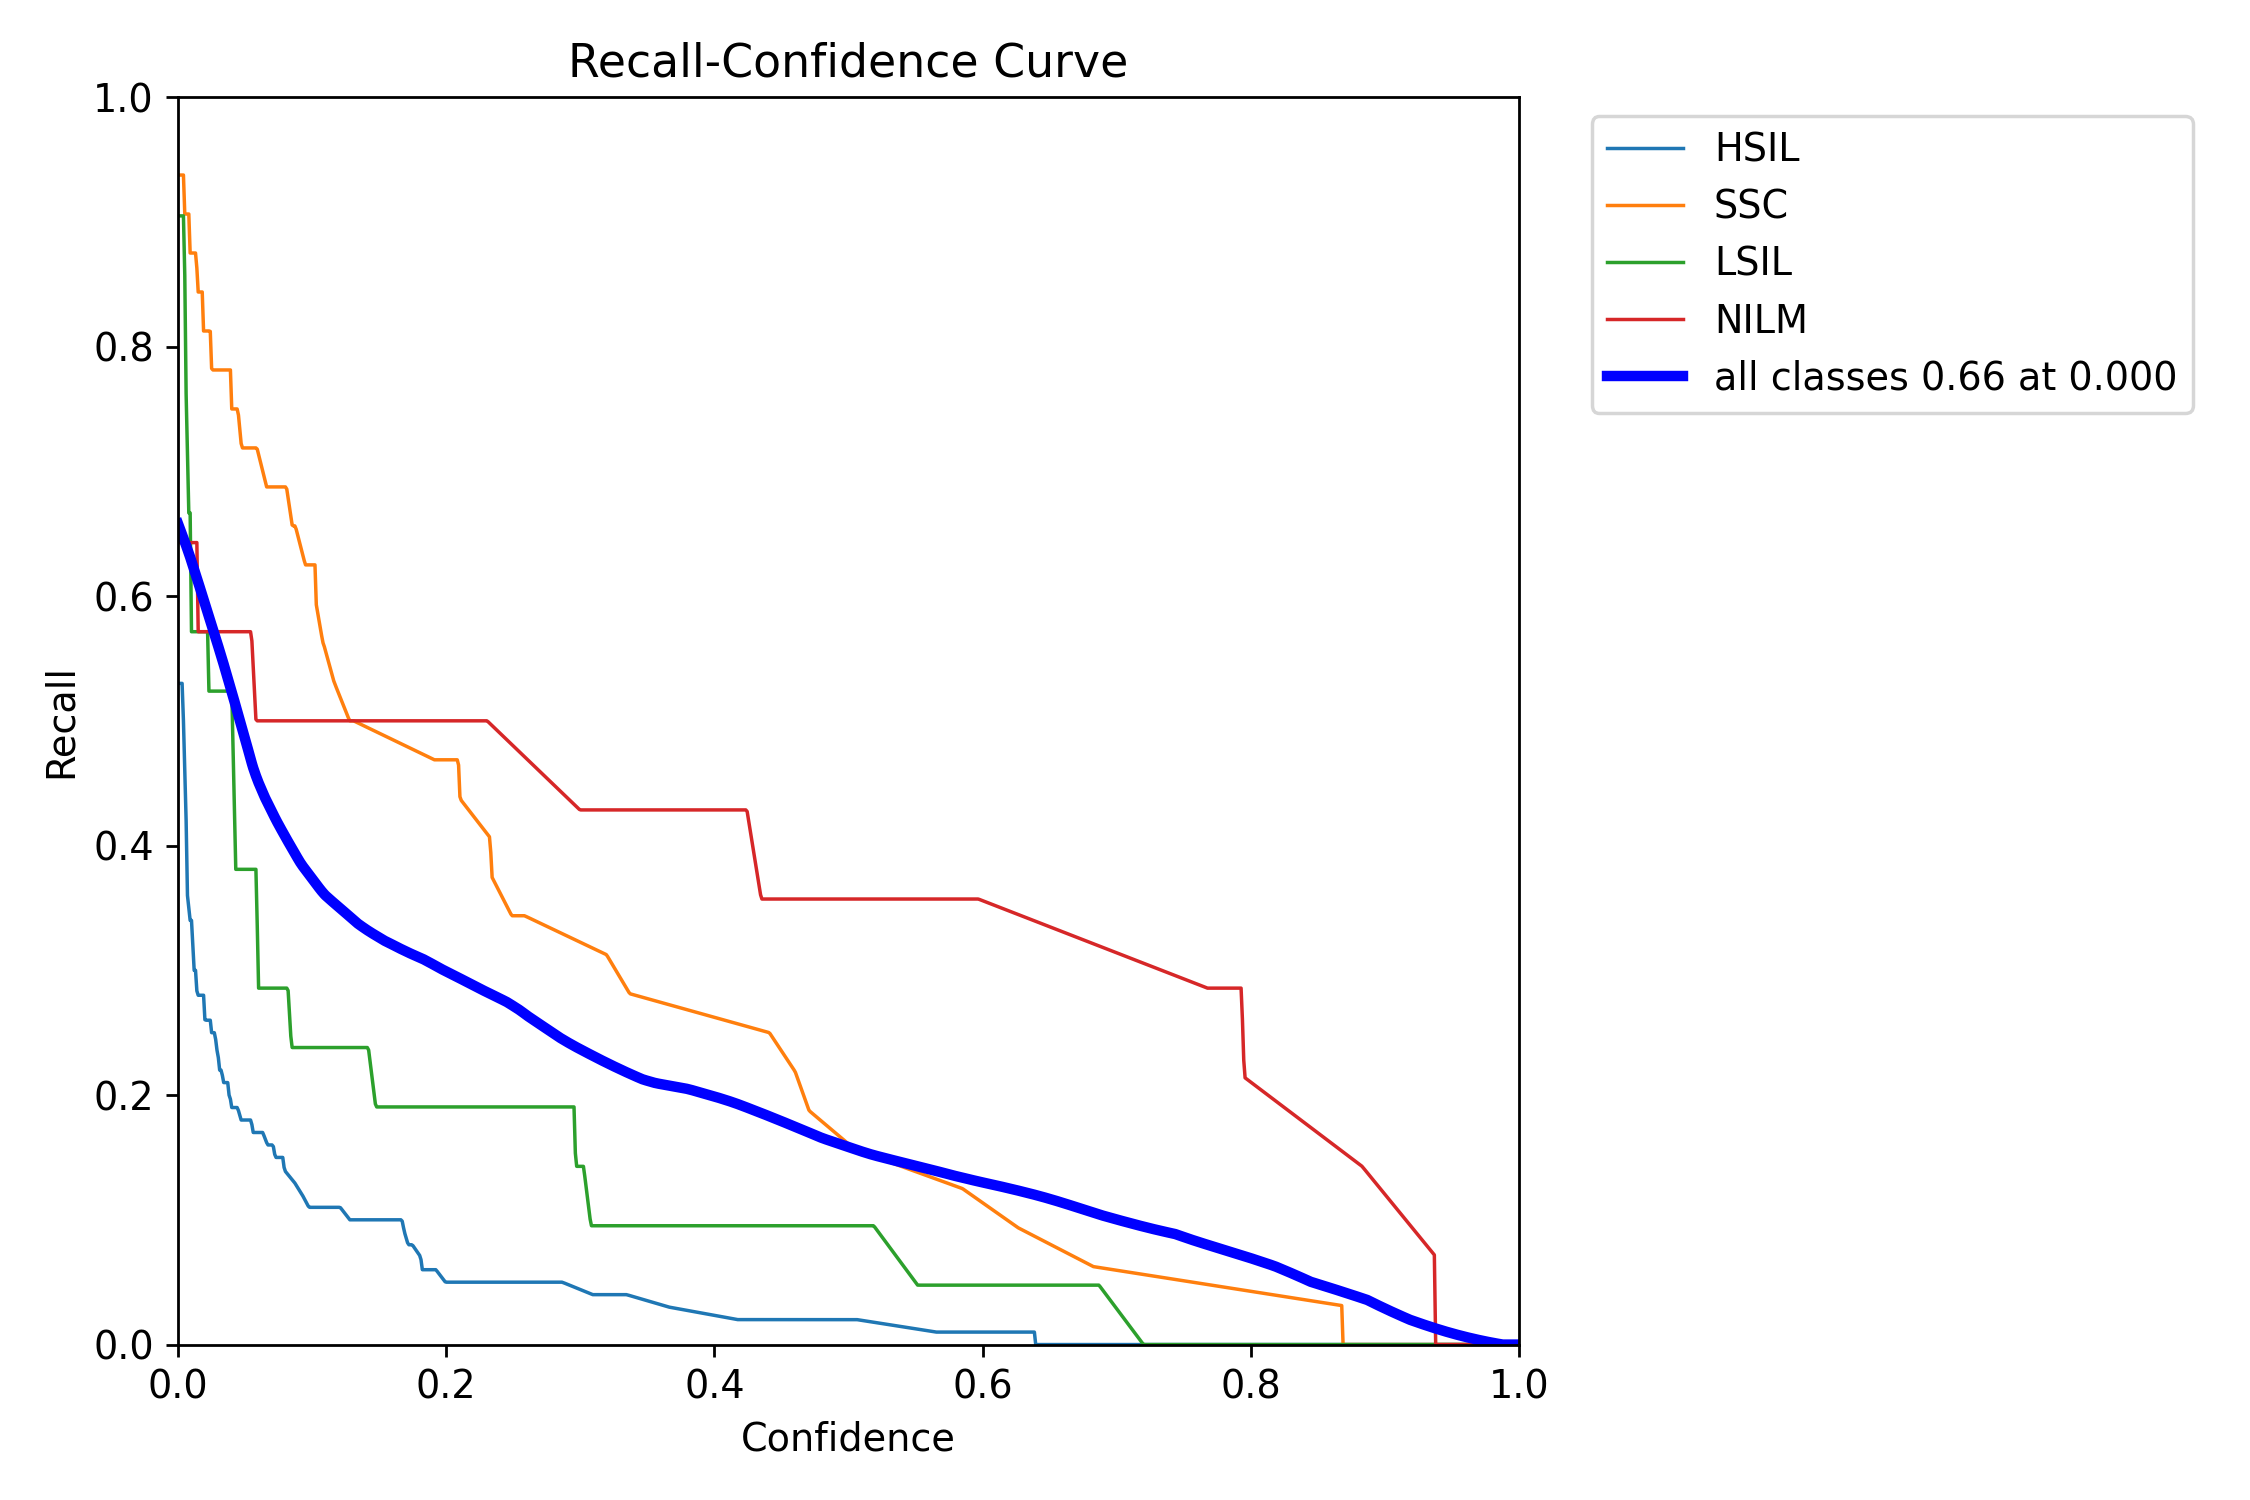 Recall-Confidence Curve
1.0
0.8
0.6
0.4
0.2
0.0
Recall
0.0 0.2 0.4 0.6 0.8 1.0
Confidence
HSIL
SSC
LSIL
NILM
all classes 0.66 at 0.000